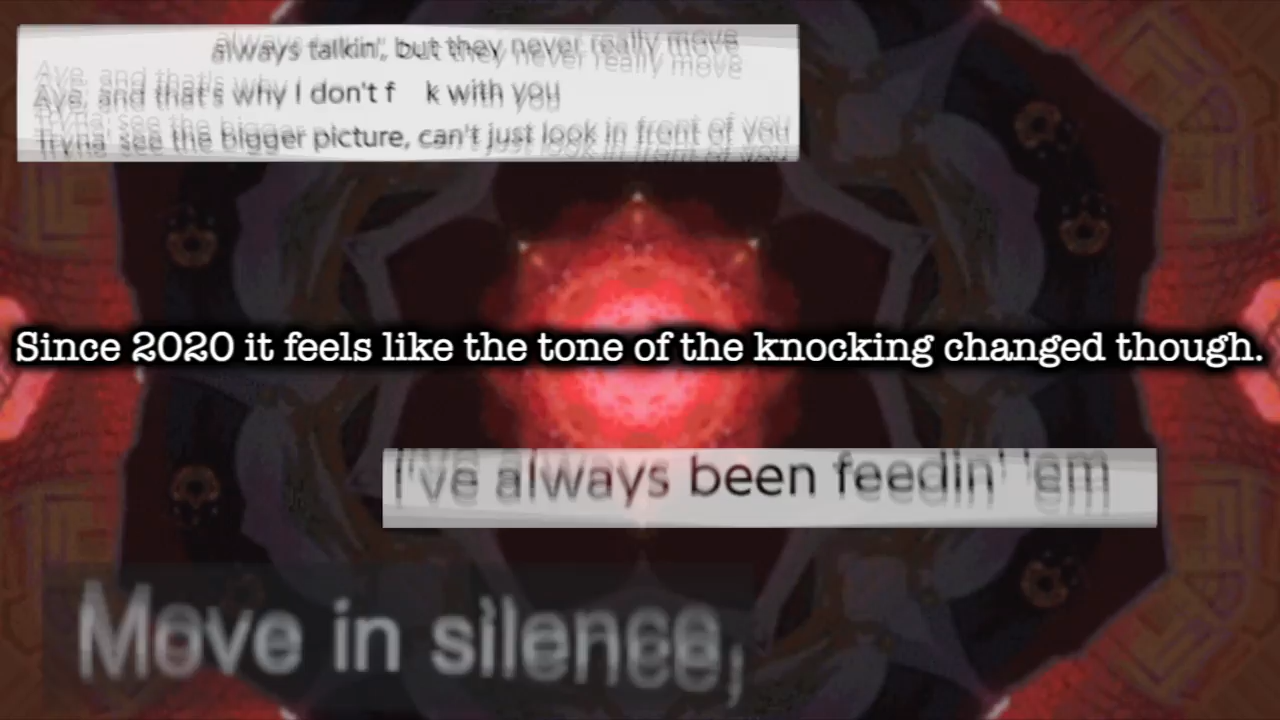 always talkin', but they never really move
Aye, and that's why I don't f k with you
Tryna' see the bigger picture, can't just look in front of you
Since 2020 it feels like the tone of the knocking changed though.
I've always been feedin' 'em
Move in silence,